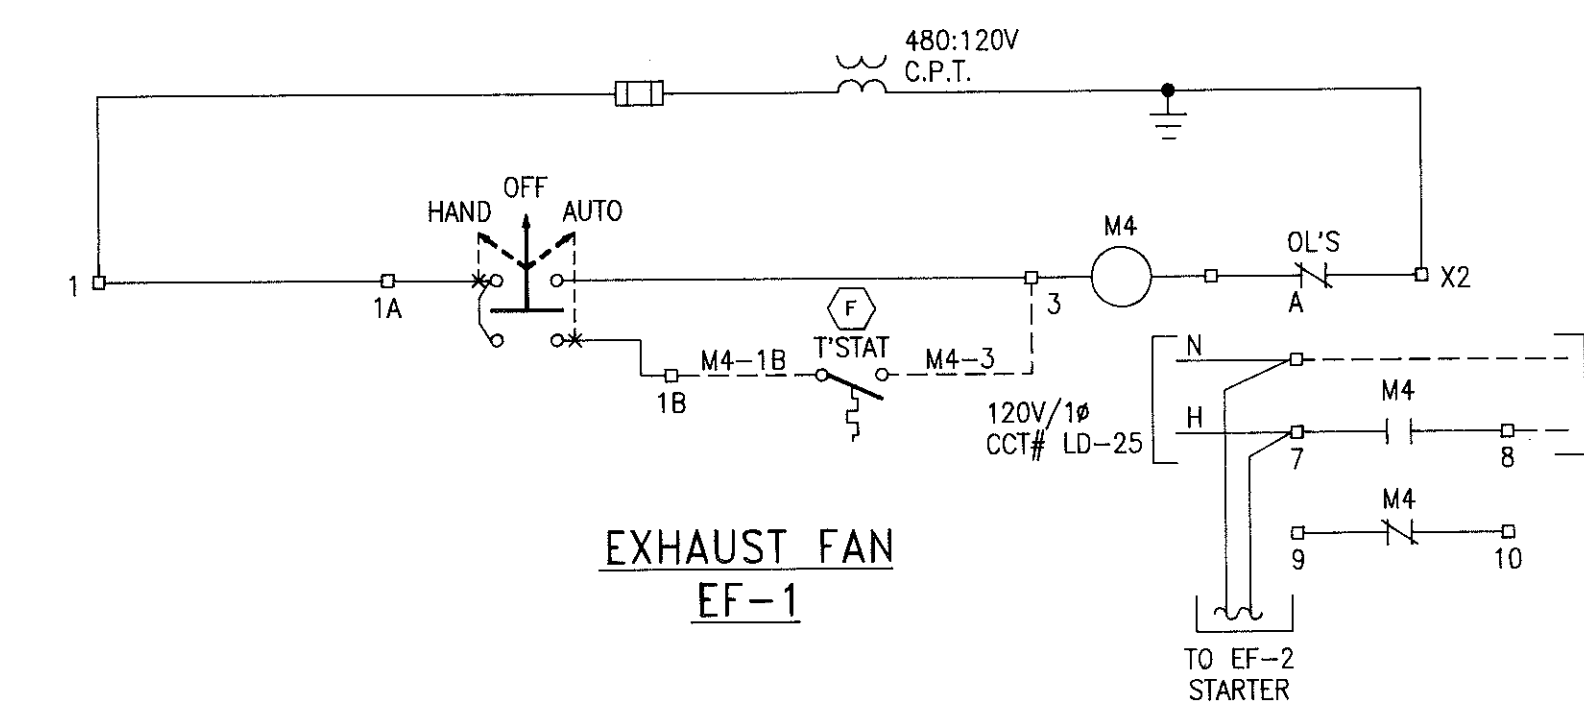 480:120V
C.P.T.
OFF
HAND
AUTO
M4
OL'S
1
1A
3
A
X2
F
T'STAT
M4-1B
M4-3
1B
N
120V/1ø
CCT# LD-25
H
M4
7
8
M4
9
10
EXHAUST FAN
EF-1
TO EF-2
STARTER